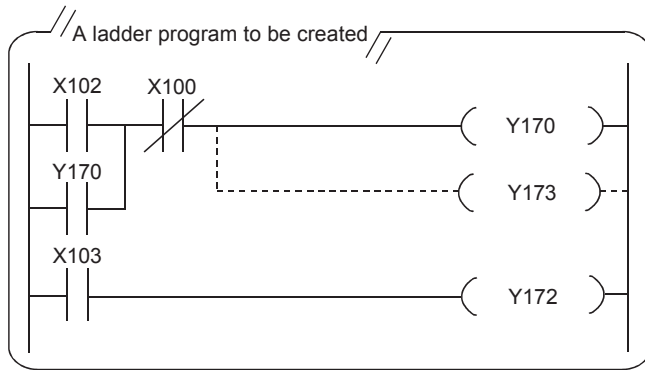 A ladder program to be created
X102 X100
Y170
Y170
Y173
X103
Y172